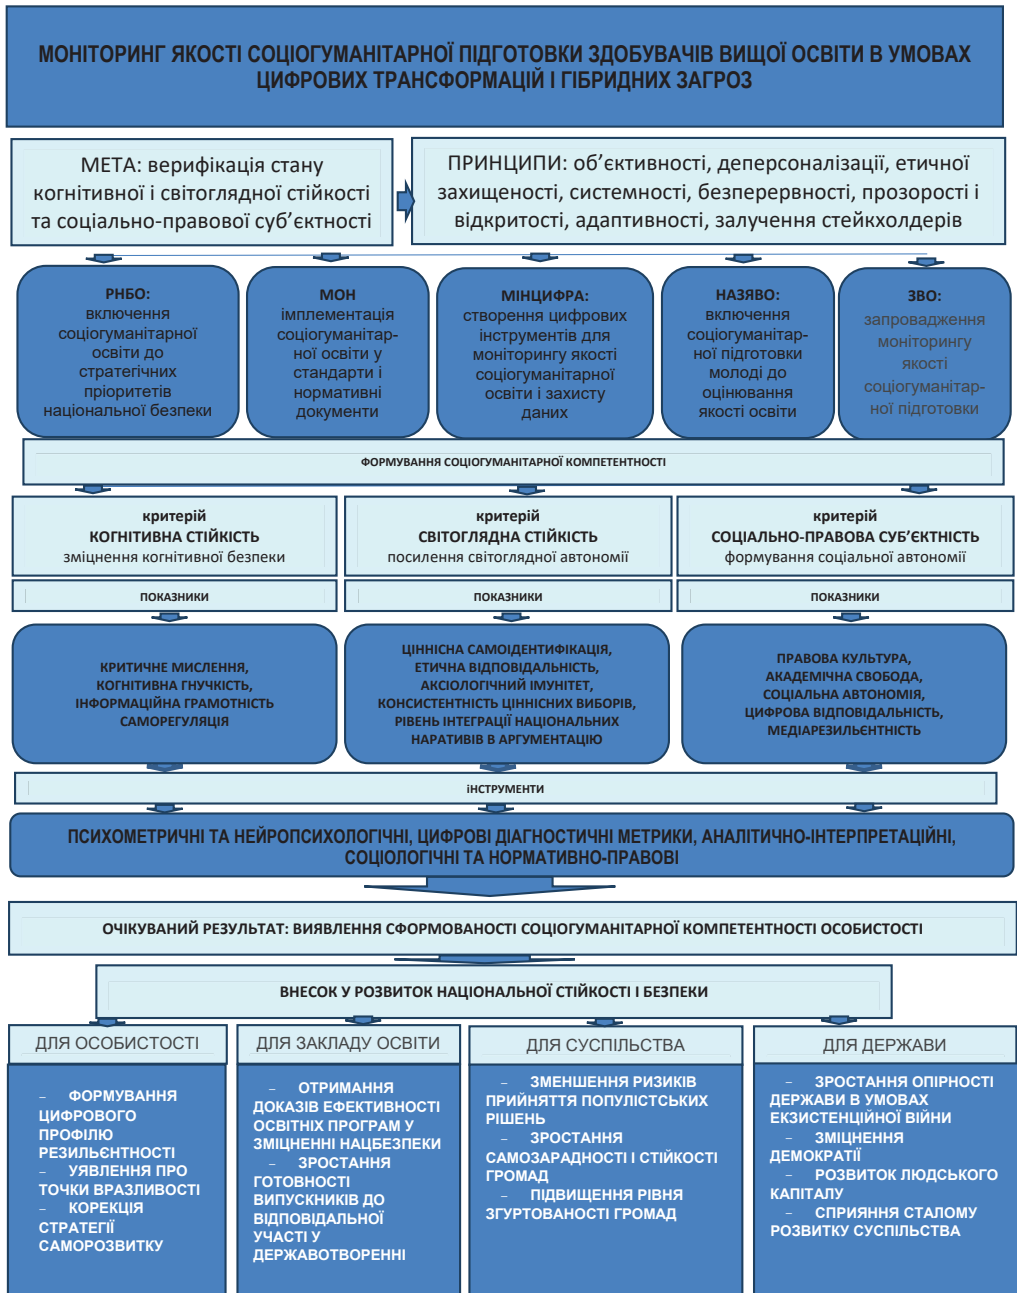 МОНІТОРИНГ ЯКОСТІ СОЦІОГУМАНІТАРНОЇ ПІДГОТОВКИ ЗДОБУВАЧІВ ВИЩОЇ ОСВІТИ В УМОВАХ
ЦИФРОВИХ ТРАНСФОРМАЦІЙ І ГІБРИДНИХ ЗАГРОЗ
МЕТА: верифікація стану
когнітивної і світоглядної стійкості
та соціально-правової суб’єктності
ПРИНЦИПИ: об’єктивності, деперсоналізації, етичної
захищеності, системності, безперервності, прозорості і
відкритості, адаптивності, залучення стейкхолдерів
РНБО:
включення
соціогуманітарної
освіти до
стратегічних
пріоритетів
національної безпеки
МОН
імплементація
соціогуманітар-
ної освіти у
стандарти і
нормативні
документи
МІНЦИФРА:
створення цифрових
інструментів для
моніторингу якості
соціогуманітарної
освіти і захисту
даних
НАЗЯВО:
включення
соціогуманітар-
ної підготовки
молоді до
оцінювання
якості освіти
ЗВО:
запровадження
моніторингу
якості
соціогуманітар-
ної підготовки
ФОРМУВАННЯ СОЦІОГУМАНІТАРНОЇ КОМПЕТЕНТНОСТІ
критерій
КОГНІТИВНА СТІЙКІСТЬ
зміцнення когнітивної безпеки
критерій
СВІТОГЛЯДНА СТІЙКІСТЬ
посилення світоглядної автономії
критерій
СОЦІАЛЬНО-ПРАВОВА СУБ’ЄКТНІСТЬ
формування соціальної автономії
ПОКАЗНИКИ
ПОКАЗНИКИ
ПОКАЗНИКИ
КРИТИЧНЕ МИСЛЕННЯ,
КОГНІТИВНА ГНУЧКІСТЬ,
ІНФОРМАЦІЙНА ГРАМОТНІСТЬ
САМОРЕГУЛЯЦІЯ
ЦІННІСНА САМОІДЕНТИФІКАЦІЯ,
ЕТИЧНА ВІДПОВІДАЛЬНІСТЬ,
АКСІОЛОГІЧНИЙ ІМУНІТЕТ,
КОНСИСТЕНТНІСТЬ ЦІННІСНИХ ВИБОРІВ,
РІВЕНЬ ІНТЕГРАЦІЇ НАЦІОНАЛЬНИХ
НАРАТИВІВ В АРГУМЕНТАЦІЮ
ПРАВОВА КУЛЬТУРА,
АКАДЕМІЧНА СВОБОДА,
СОЦІАЛЬНА АВТОНОМІЯ,
ЦИФРОВА ВІДПОВІДАЛЬНІСТЬ,
МЕДІАРЕЗИЛЬЄНТНІСТЬ
іНСТРУМЕНТИ
ПСИХОМЕТРИЧНІ ТА НЕЙРОПСИХОЛОГІЧНІ, ЦИФРОВІ ДІАГНОСТИЧНІ МЕТРИКИ, АНАЛІТИЧНО-ІНТЕРПРЕТАЦІЙНІ,
СОЦІОЛОГІЧНІ ТА НОРМАТИВНО-ПРАВОВІ
ОЧІКУВАНИЙ РЕЗУЛЬТАТ: ВИЯВЛЕННЯ СФОРМОВАНОСТІ СОЦІОГУМАНІТАРНОЇ КОМПЕТЕНТНОСТІ ОСОБИСТОСТІ
ВНЕСОК У РОЗВИТОК НАЦІОНАЛЬНОЇ СТІЙКОСТІ І БЕЗПЕКИ
ДЛЯ ОСОБИСТОСТІ
– ФОРМУВАННЯ
ЦИФРОВОГО
ПРОФІЛЮ
РЕЗИЛЬЄНТНОСТІ
– УЯВЛЕННЯ ПРО
ТОЧКИ ВРАЗЛИВОСТІ
– КОРЕКЦІЯ
СТРАТЕГІЇ
САМОРОЗВИТКУ
ДЛЯ ЗАКЛАДУ ОСВІТИ
– ОТРИМАННЯ
ДОКАЗІВ ЕФЕКТИВНОСТІ
ОСВІТНІХ ПРОГРАМ У
ЗМІЦНЕННІ НАЦБЕЗПЕКИ
– ЗРОСТАННЯ
ГОТОВНОСТІ
ВИПУСКНИКІВ ДО
ВІДПОВІДАЛЬНОЇ
УЧАСТІ У
ДЕРЖАВОТВОРЕННІ
ДЛЯ СУСПІЛЬСТВА
– ЗМЕНШЕННЯ РИЗИКІВ
ПРИЙНЯТТЯ ПОПУЛІСТСЬКИХ
РІШЕНЬ
– ЗРОСТАННЯ
САМОЗАРАДНОСТІ І СТІЙКОСТІ
ГРОМАД
– ПІДВИЩЕННЯ РІВНЯ
ЗГУРТОВАНОСТІ ГРОМАД
ДЛЯ ДЕРЖАВИ
– ЗРОСТАННЯ ОПІРНОСТІ
ДЕРЖАВИ В УМОВАХ
ЕКЗИСТЕНЦІЙНОЇ ВІЙНИ
– ЗМІЦНЕННЯ
ДЕМОКРАТІЇ
– РОЗВИТОК ЛЮДСЬКОГО
КАПІТАЛУ
– СПРИЯННЯ СТАЛОМУ
РОЗВИТКУ СУСПІЛЬСТВА